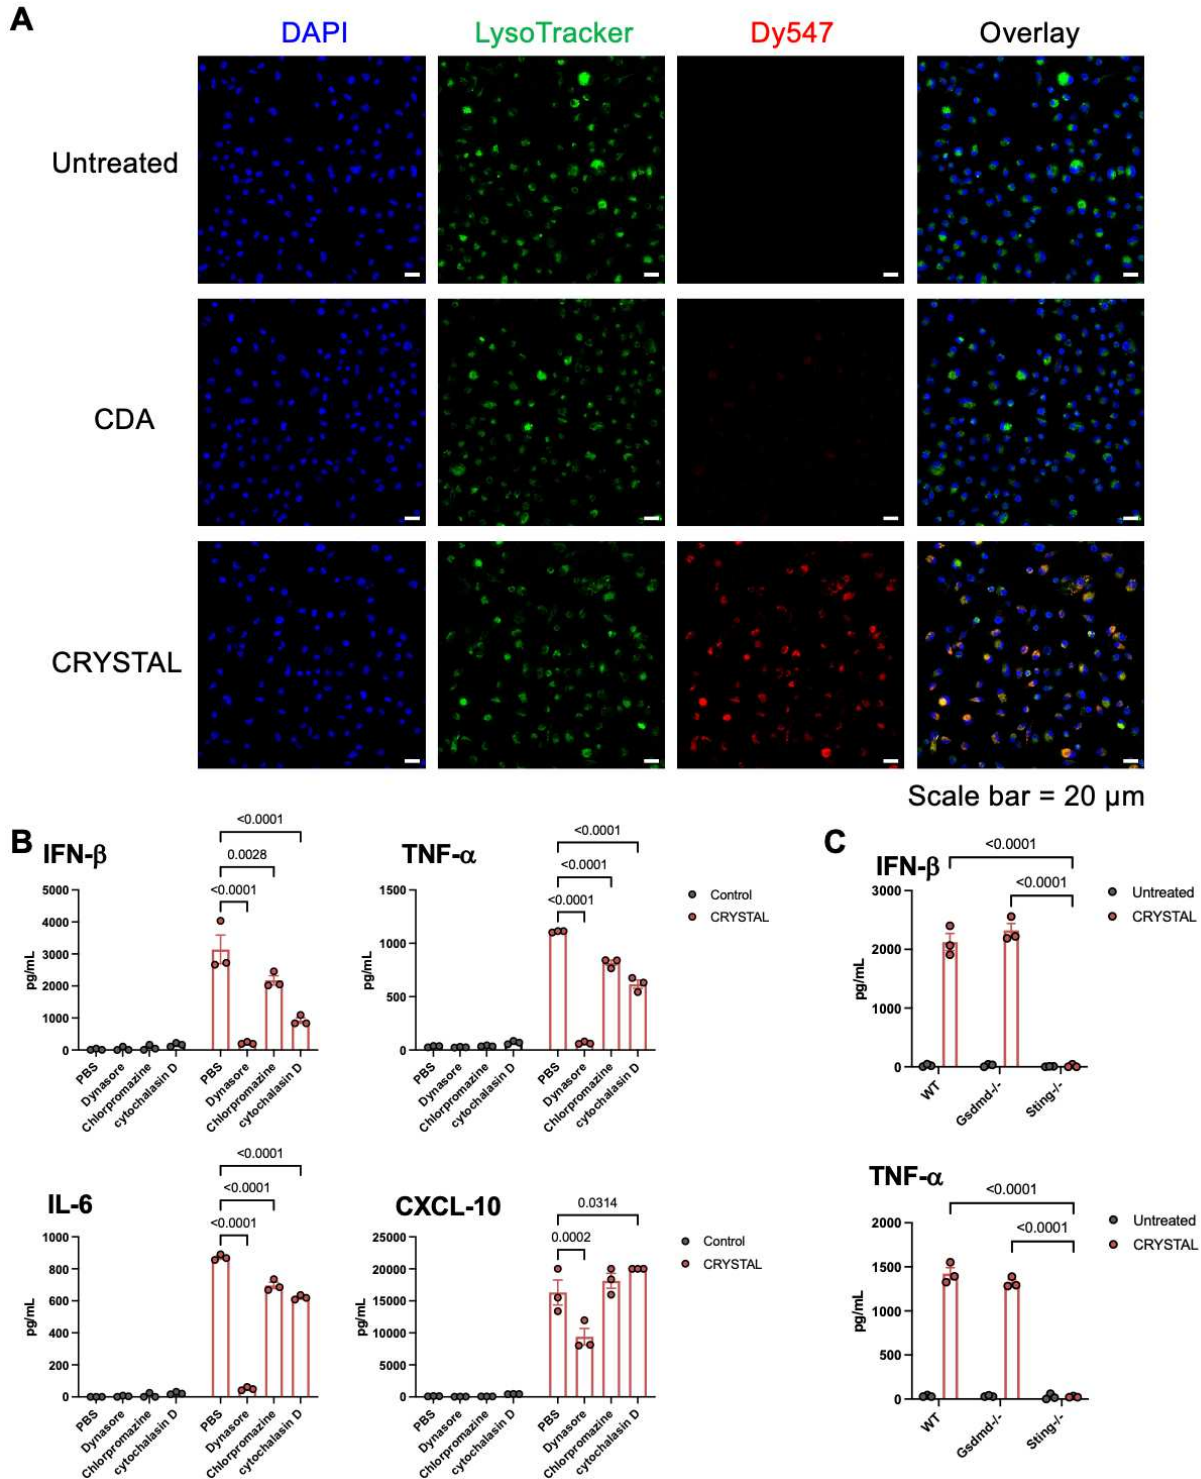 A
DAPI LysoTracker Dy547 Overlay
Untreated
CDA
CRYSTAL
Scale bar = 20 μm
B
IFN-β
<0.0001
0.0028
<0.0001
5000
4000
3000
2000
1000
0
pg/mL
PBS Dynasore Chlorpromazine cytochalasin D PBS Dynasore Chlorpromazine cytochalasin D
TNF-α
<0.0001
<0.0001
<0.0001
1500
1000
500
0
pg/mL
PBS Dynasore Chlorpromazine cytochalasin D PBS Dynasore Chlorpromazine cytochalasin D
Control
CRYSTAL
IL-6
<0.0001
<0.0001
<0.0001
1000
800
600
400
200
0
pg/mL
PBS Dynasore Chlorpromazine cytochalasin D PBS Dynasore Chlorpromazine cytochalasin D
CXCL-10
0.0314
0.0002
25000
20000
15000
10000
5000
0
pg/mL
PBS Dynasore Chlorpromazine cytochalasin D PBS Dynasore Chlorpromazine cytochalasin D
Control
CRYSTAL
C
IFN-β
<0.0001
<0.0001
3000
2000
1000
0
pg/mL
WT Gsdmd-/- Sting-/-
Untreated
CRYSTAL
TNF-α
<0.0001
<0.0001
2000
1500
1000
500
0
pg/mL
WT Gsdmd-/- Sting-/-
Untreated
CRYSTAL